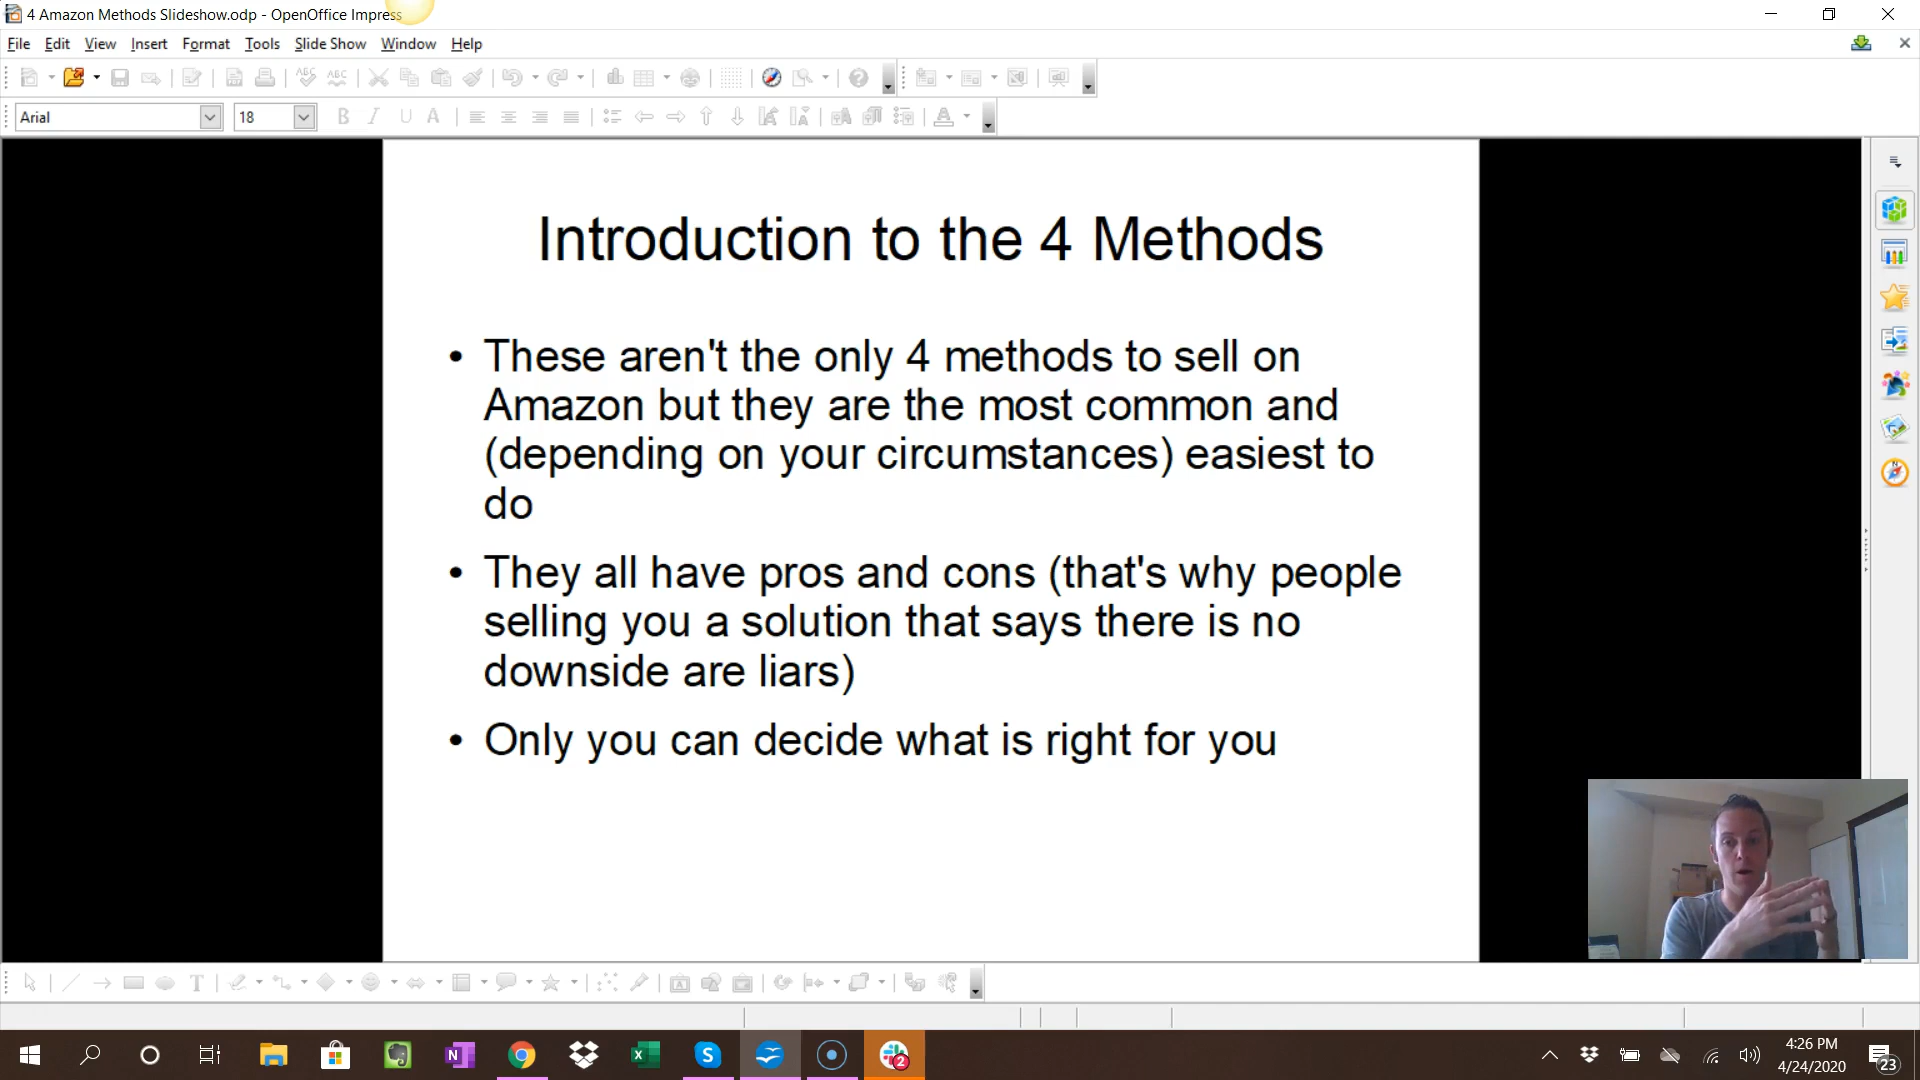 4 Amazon Methods Slideshow.odp - OpenOffice Impress
File Edit View Insert Format Tools Slide Show Window Help
Arial 18
Introduction to the 4 Methods
• These aren't the only 4 methods to sell on
Amazon but they are the most common and
(depending on your circumstances) easiest to
do
• They all have pros and cons (that's why people
selling you a solution that says there is no
downside are liars)
• Only you can decide what is right for you
4:26 PM
4/24/2020
2
23